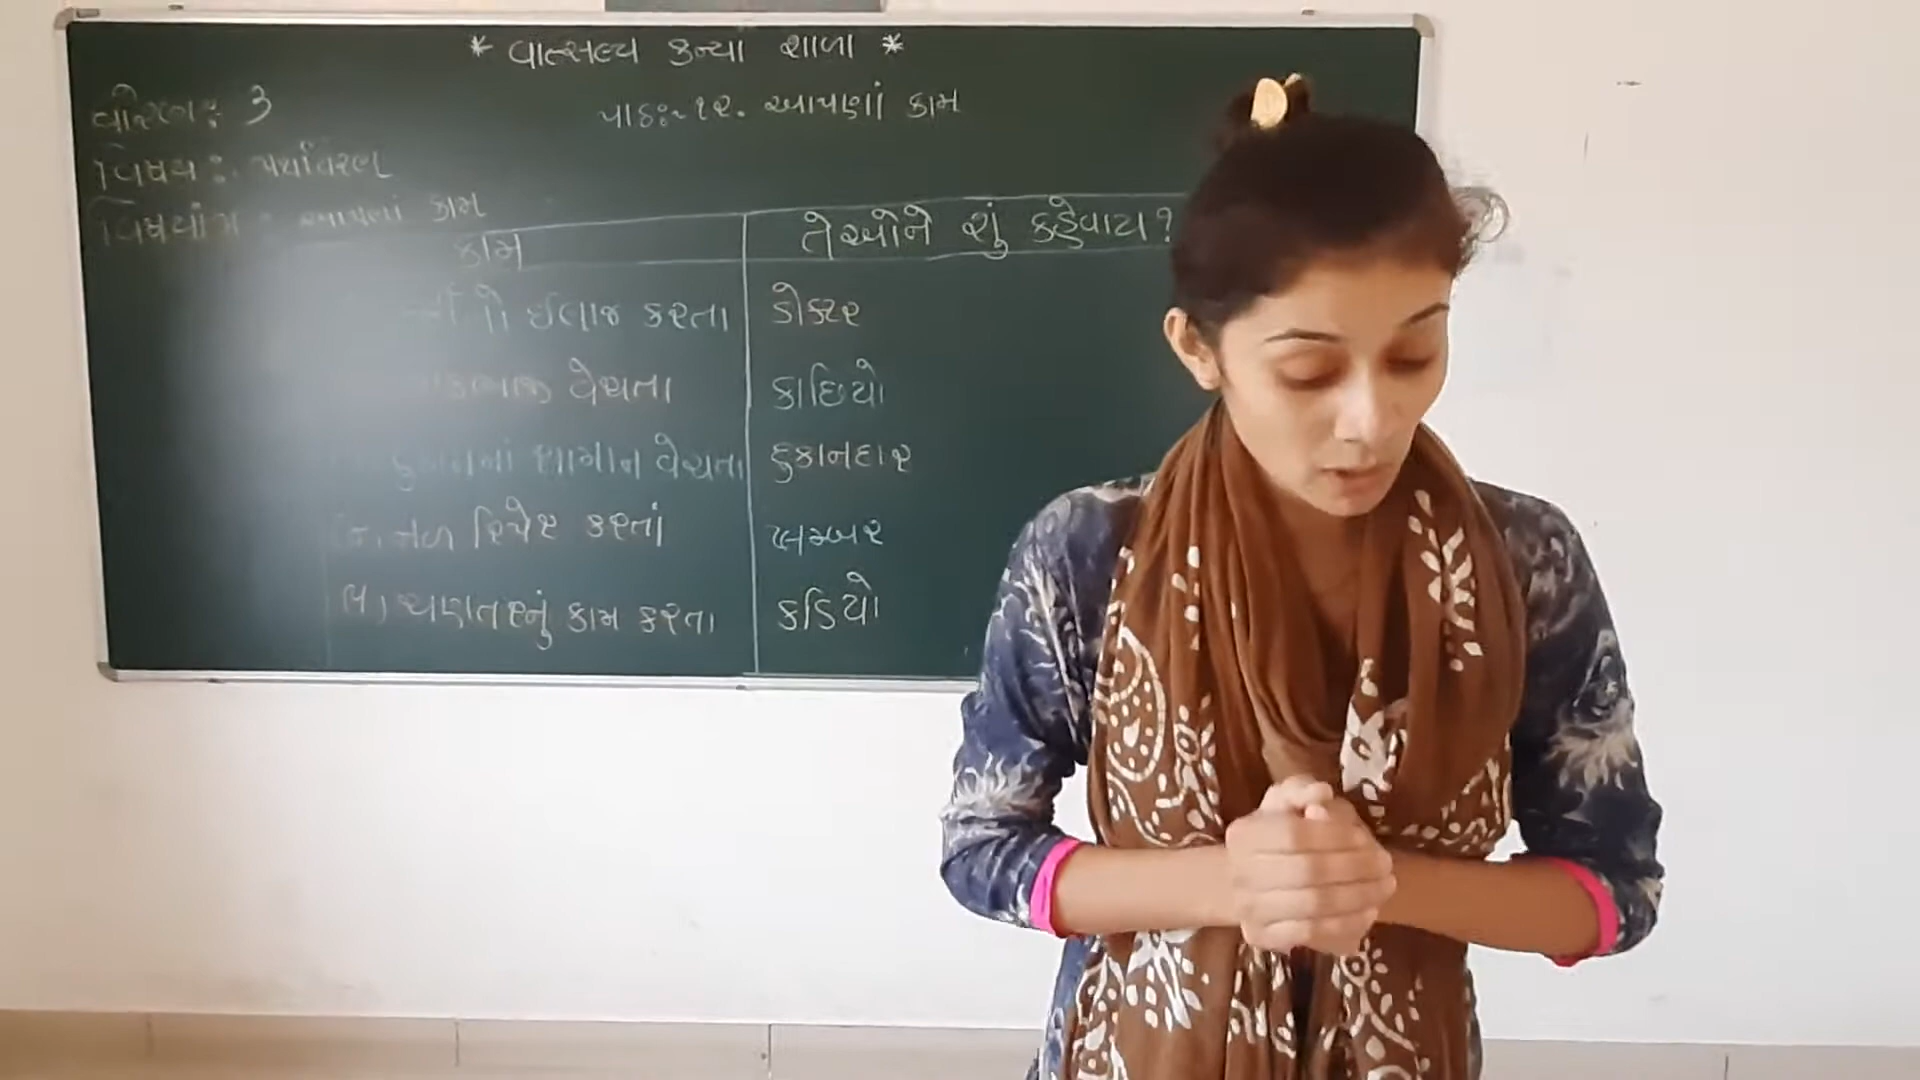 * વાત્સલ્ય કન્યા શાળા *
ધોરણ : 3
પાઠ :- ૧૨. આપણાં કામ
વિષય : પર્યાવરણ
વિષયાંગ : આપણાં કામ
કામ તેઓને શું કહેવાય ?
ઈલાજ કરતા ડોક્ટર
વેચતા કાછિયો
દુકાનમાં સામાન વેચતા દુકાનદાર
નળ રિપેર કરતાં પ્લમ્બર
ચણતરનું કામ કરતા કડિયો